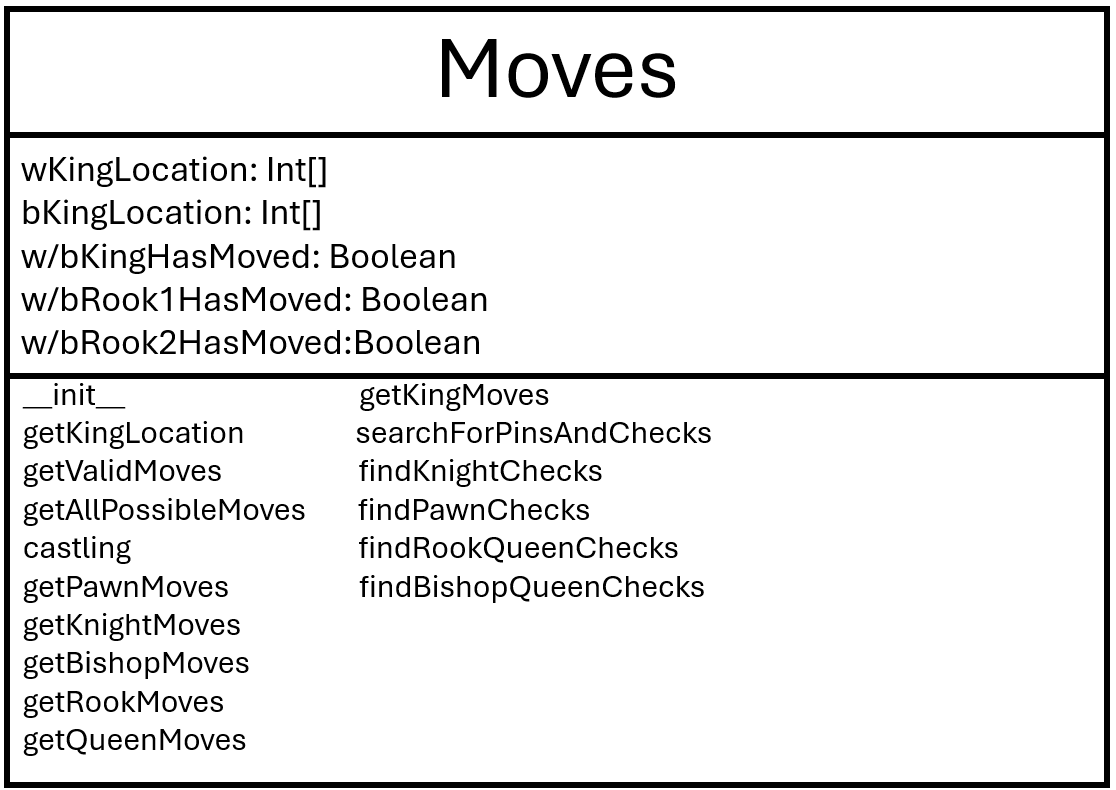 Moves
wKingLocation: Int[]
bKingLocation: Int[]
w/bKingHasMoved: Boolean
w/bRook1HasMoved: Boolean
w/bRook2HasMoved:Boolean
__init__
getKingLocation
getValidMoves
getAllPossibleMoves
castling
getPawnMoves
getKnightMoves
getBishopMoves
getRookMoves
getQueenMoves
getKingMoves
searchForPinsAndChecks
findKnightChecks
findPawnChecks
findRookQueenChecks
findBishopQueenChecks